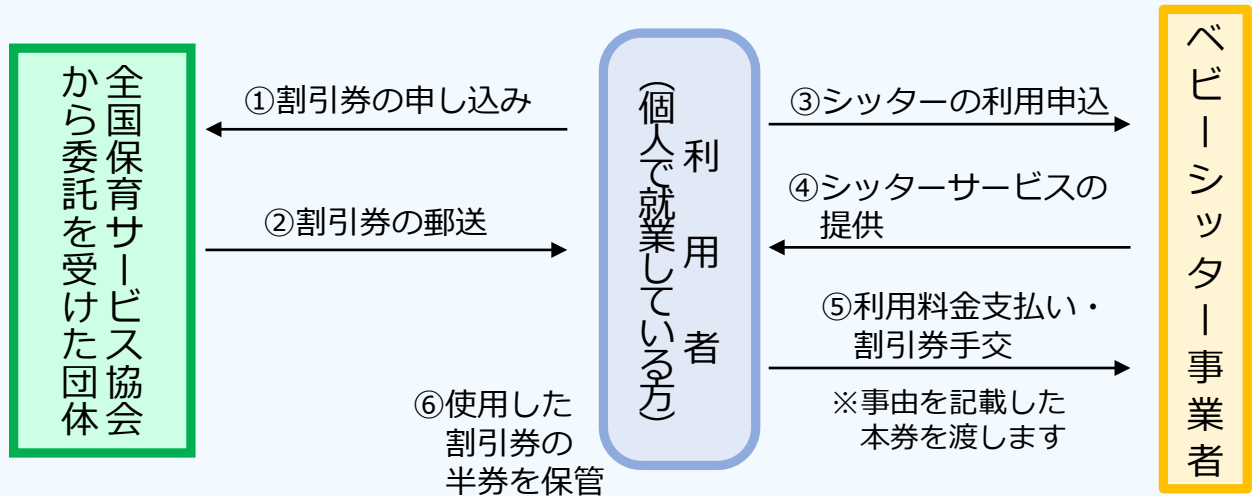 全国保育サービス協会
から委託を受けた団体
①割引券の申し込み
②割引券の郵送
利用者
（個人で就業している方）
⑥使用した
割引券の
半券を保管
③シッターの利用申込
④シッターサービスの
提供
⑤利用料金支払い・
割引券手交
※事由を記載した
本券を渡します
ベビーシッター事業者